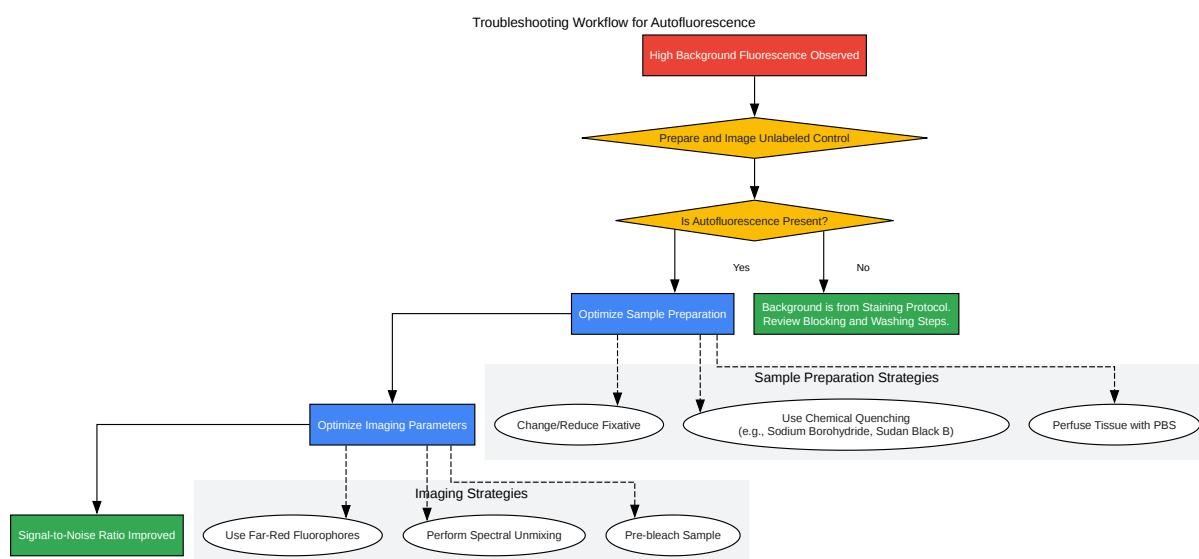 Troubleshooting Workflow for Autofluorescence
High Background Fluorescence Observed
Prepare and Image Unlabeled Control
Is Autofluorescence Present?
Yes
No
Optimize Sample Preparation
Background is from Staining Protocol.
Review Blocking and Washing Steps.
Sample Preparation Strategies
Optimize Imaging Parameters
Change/Reduce Fixative
Use Chemical Quenching
(e.g., Sodium Borohydride, Sudan Black B)
Perfuse Tissue with PBS
Imaging Strategies
Signal-to-Noise Ratio Improved
Use Far-Red Fluorophores
Perform Spectral Unmixing
Pre-bleach Sample